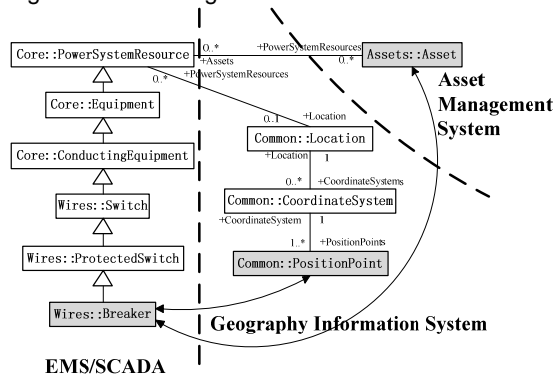 Core::PowerSystemResource
0..*
+PowerSystemResources
+Assets
0..*
Assets::Asset
+PowerSystemResources
0..*
Asset
Management
System
Core::Equipment
0..1
+Location
Common::Location
Core::ConductingEquipment
+Location
1
0..*
+CoordinateSystems
Wires::Switch
Common::CoordinateSystem
+CoordinateSystem
1
1..*
+PositionPoints
Wires::ProtectedSwitch
Common::PositionPoint
Wires::Breaker
Geography Information System
EMS/SCADA